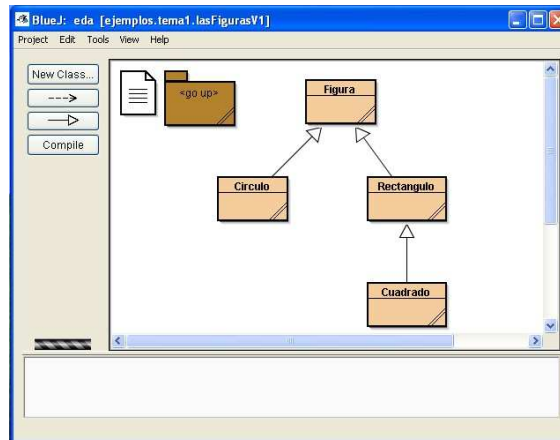 BlueJ: eda [ejemplos.tema1.lasFigurasV1]
Project Edit Tools View Help
New Class...
Compile
<go up>
Figura
Circulo
Rectangulo
Cuadrado